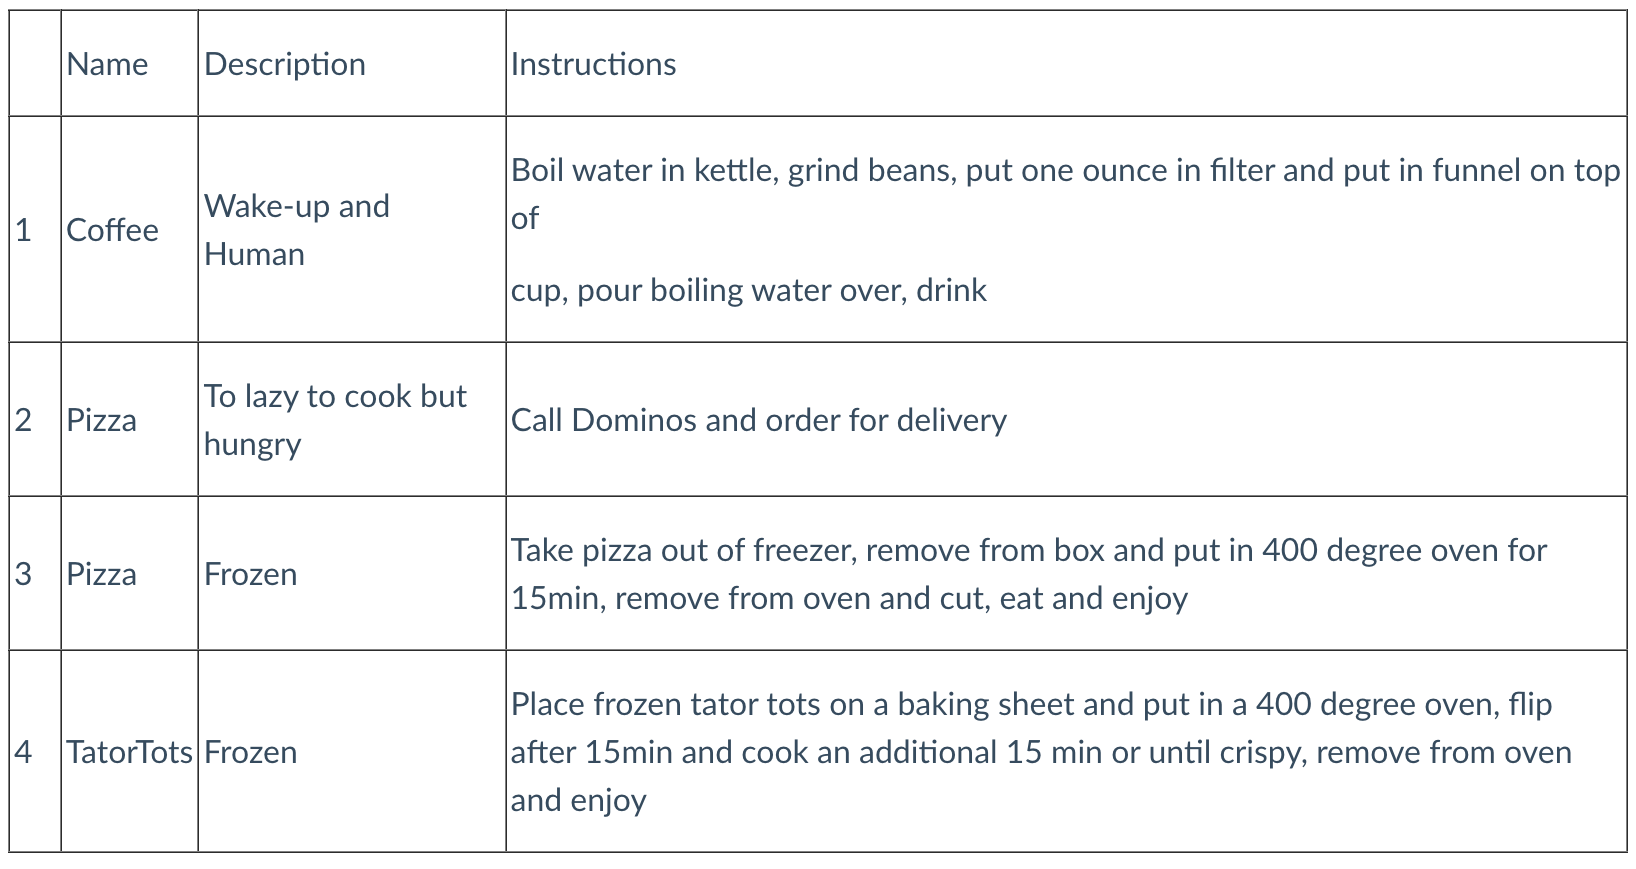 Name Description Instructions
1 Coffee Wake-up and
Human
Boil water in kettle, grind beans, put one ounce in filter and put in funnel on top
of
cup, pour boiling water over, drink
2 Pizza To lazy to cook but
hungry
Call Dominos and order for delivery
3 Pizza Frozen
Take pizza out of freezer, remove from box and put in 400 degree oven for
15min, remove from oven and cut, eat and enjoy
4 TatorTots Frozen
Place frozen tator tots on a baking sheet and put in a 400 degree oven, flip
after 15min and cook an additional 15 min or until crispy, remove from oven
and enjoy